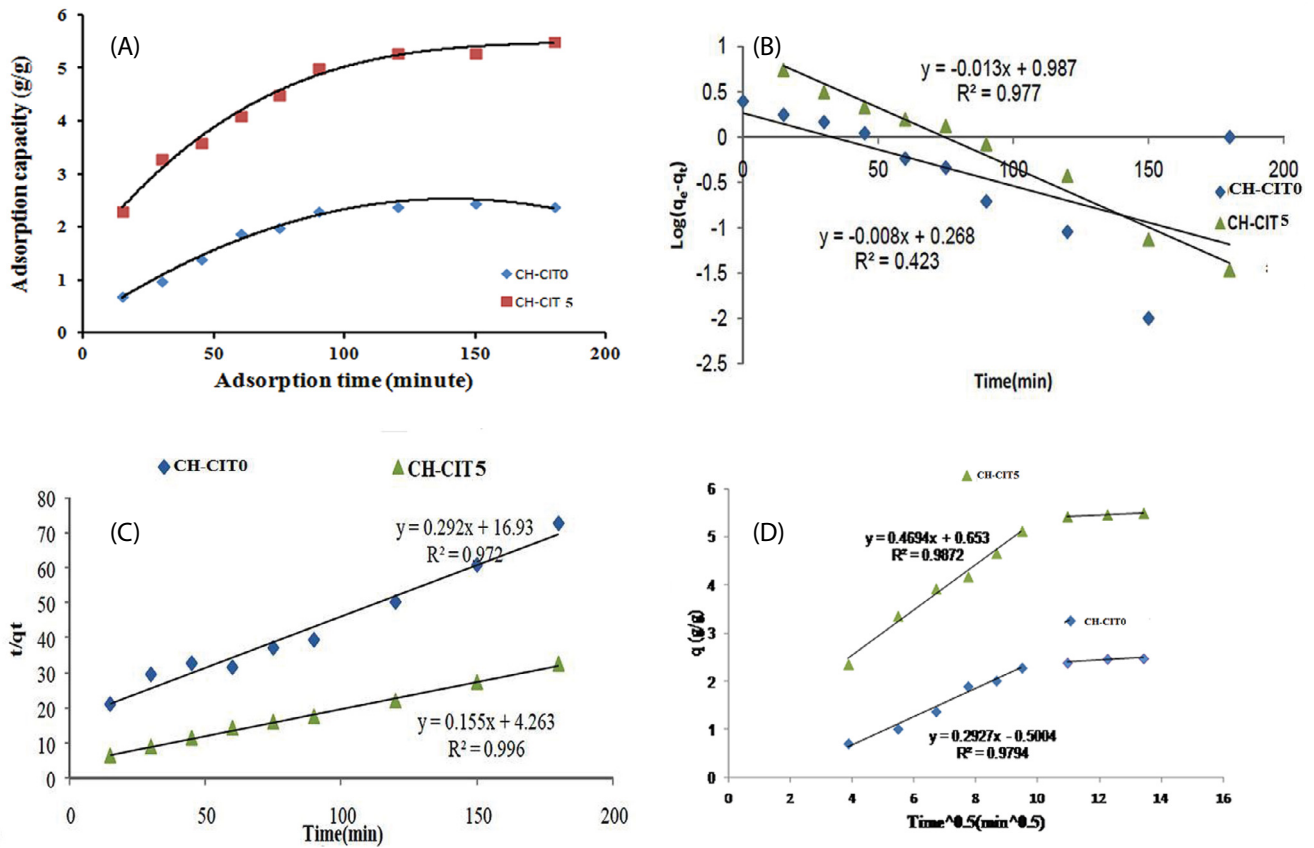 (A)
6
5
4
3
2
1
0
0
50
100
150
200
Adsorption capacity (g/g)
Adsorption time (minute)
CH-CIT0
CH-CIT 5
(B)
1
0.5
0
-0.5
-1
-1.5
-2
-2.5
0
50
100
150
200
y = -0.013x + 0.987
R² = 0.977
y = -0.008x + 0.268
R² = 0.423
CH-CIT0
CH-CIT 5
Log(qe-qt)
Time(min)
(C)
CH-CIT0
CH-CIT 5
80
70
60
50
40
30
20
10
0
0
50
100
150
200
y = 0.292x + 16.93
R² = 0.972
y = 0.155x + 4.263
R² = 0.996
t/qt
Time(min)
(D)
CH-CIT5
6
5
4
3
2
1
0
0
2
4
6
8
10
12
14
16
y = 0.4694x + 0.653
R² = 0.9872
CH-CIT0
y = 0.2927x - 0.5004
R² = 0.9794
q (g/g)
Time^0.5(min^0.5)